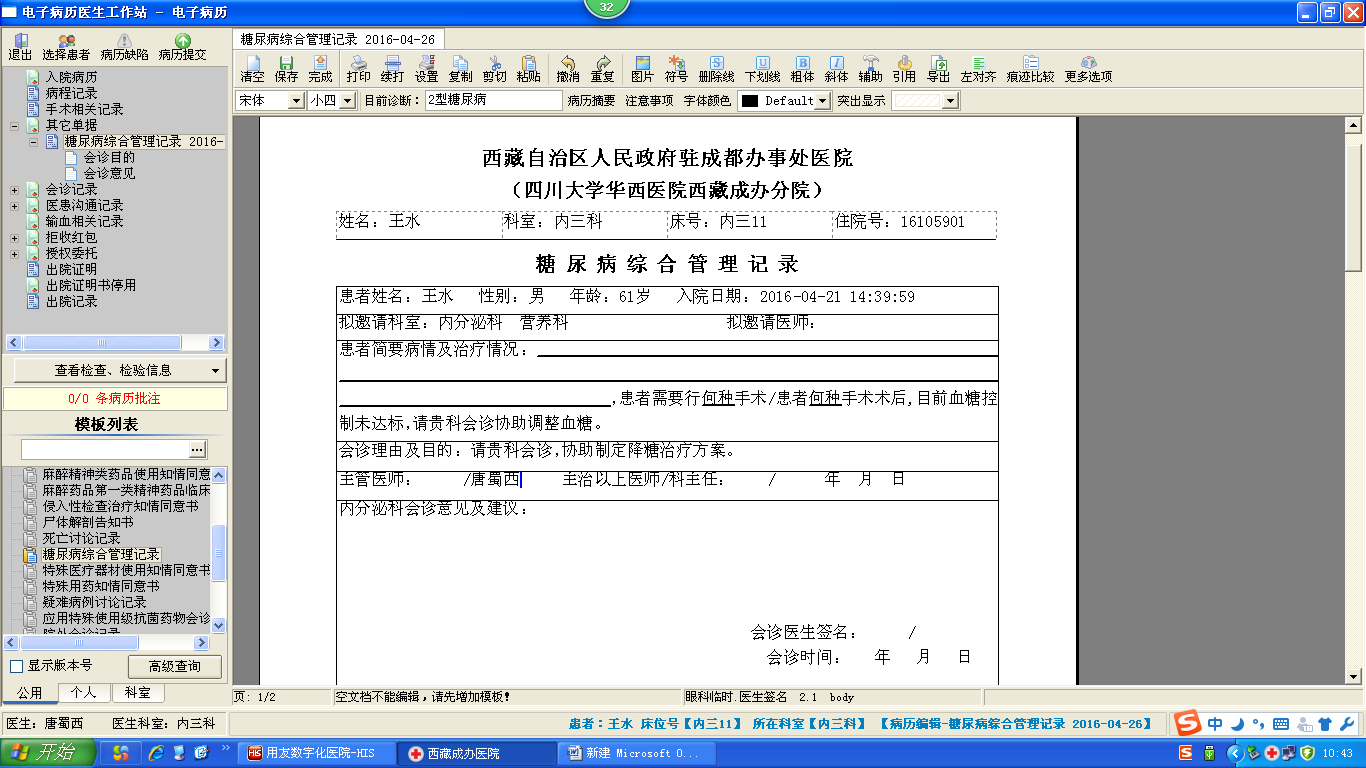 电子病历医生工作站 - 电子病历
32
退出 选择患者 病历缺陷 病历提交
入院病历
病程记录
手术相关记录
其它单据
糖尿病综合管理记录 2016-
会诊目的
会诊意见
会诊记录
医患沟通记录
输血相关记录
拒收红包
授权委托
出院证明
出院证明书停用
出院记录
查看检查、检验信息
0/0 条病历批注
模板列表
...
麻醉精神类药品使用知情同意
麻醉药品第一类精神药品临床
侵入性检查治疗知情同意书
尸体解剖告知书
死亡讨论记录
糖尿病综合管理记录
特殊医疗器材使用知情同意书
特殊用药知情同意书
疑难病例讨论记录
应用特殊使用级抗菌药物会诊
院外会诊记录
显示版本号 高级查询
公用 个人 科室
糖尿病综合管理记录 2016-04-26
清空 保存 完成 打印 续打 设置 复制 剪切 粘贴 撤消 重复 图片 符号 删除线 下划线 粗体 斜体 辅助 引用 导出 左对齐 痕迹比较 更多选项
宋体 小四 目前诊断： 2型糖尿病 病历摘要 注意事项 字体颜色 Default 突出显示
西藏自治区人民政府驻成都办事处医院
（四川大学华西医院西藏成办分院）
姓名：王水 科室：内三科 床号：内三11 住院号：16105901
糖尿病综合管理记录
患者姓名：王水 性别：男 年龄：61岁 入院日期：2016-04-21 14:39:59
拟邀请科室：内分泌科 营养科 拟邀请医师：
患者简要病情及治疗情况：
,患者需要行何种手术/患者何种手术术后,目前血糖控
制未达标,请贵科会诊协助调整血糖。
会诊理由及目的：请贵科会诊,协助制定降糖治疗方案。
主管医师： /唐蜀西 主治以上医师/科主任： / 年 月 日
内分泌科会诊意见及建议：
会诊医生签名： /
会诊时间： 年 月 日
页: 1/2 空文档不能编辑，请先增加模板! 眼科临时.医生签名 2.1 body
医生：唐蜀西 医生科室：内三科 患者：王水 床位号【内三11】 所在科室【内三科】 【病历编辑-糖尿病综合管理记录 2016-04-26】 中
开始 用友数字化医院-HIS 西藏成办医院 新建 Microsoft O... 10:43